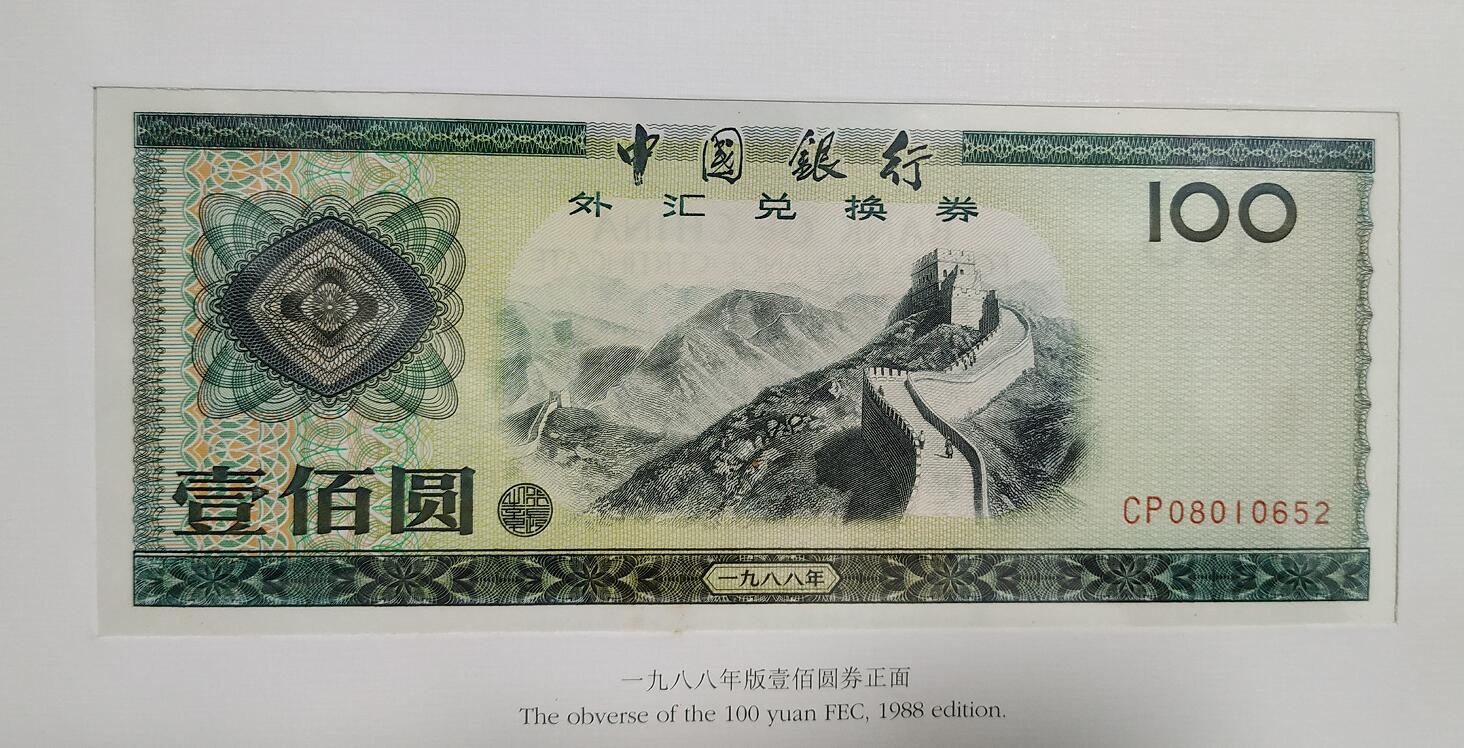 中國銀行
外汇兑换券
100
壹佰圆
CP08010652
一九八八年
一九八八年版壹佰圆券正面
The obverse of the 100 yuan FEC, 1988 edition.